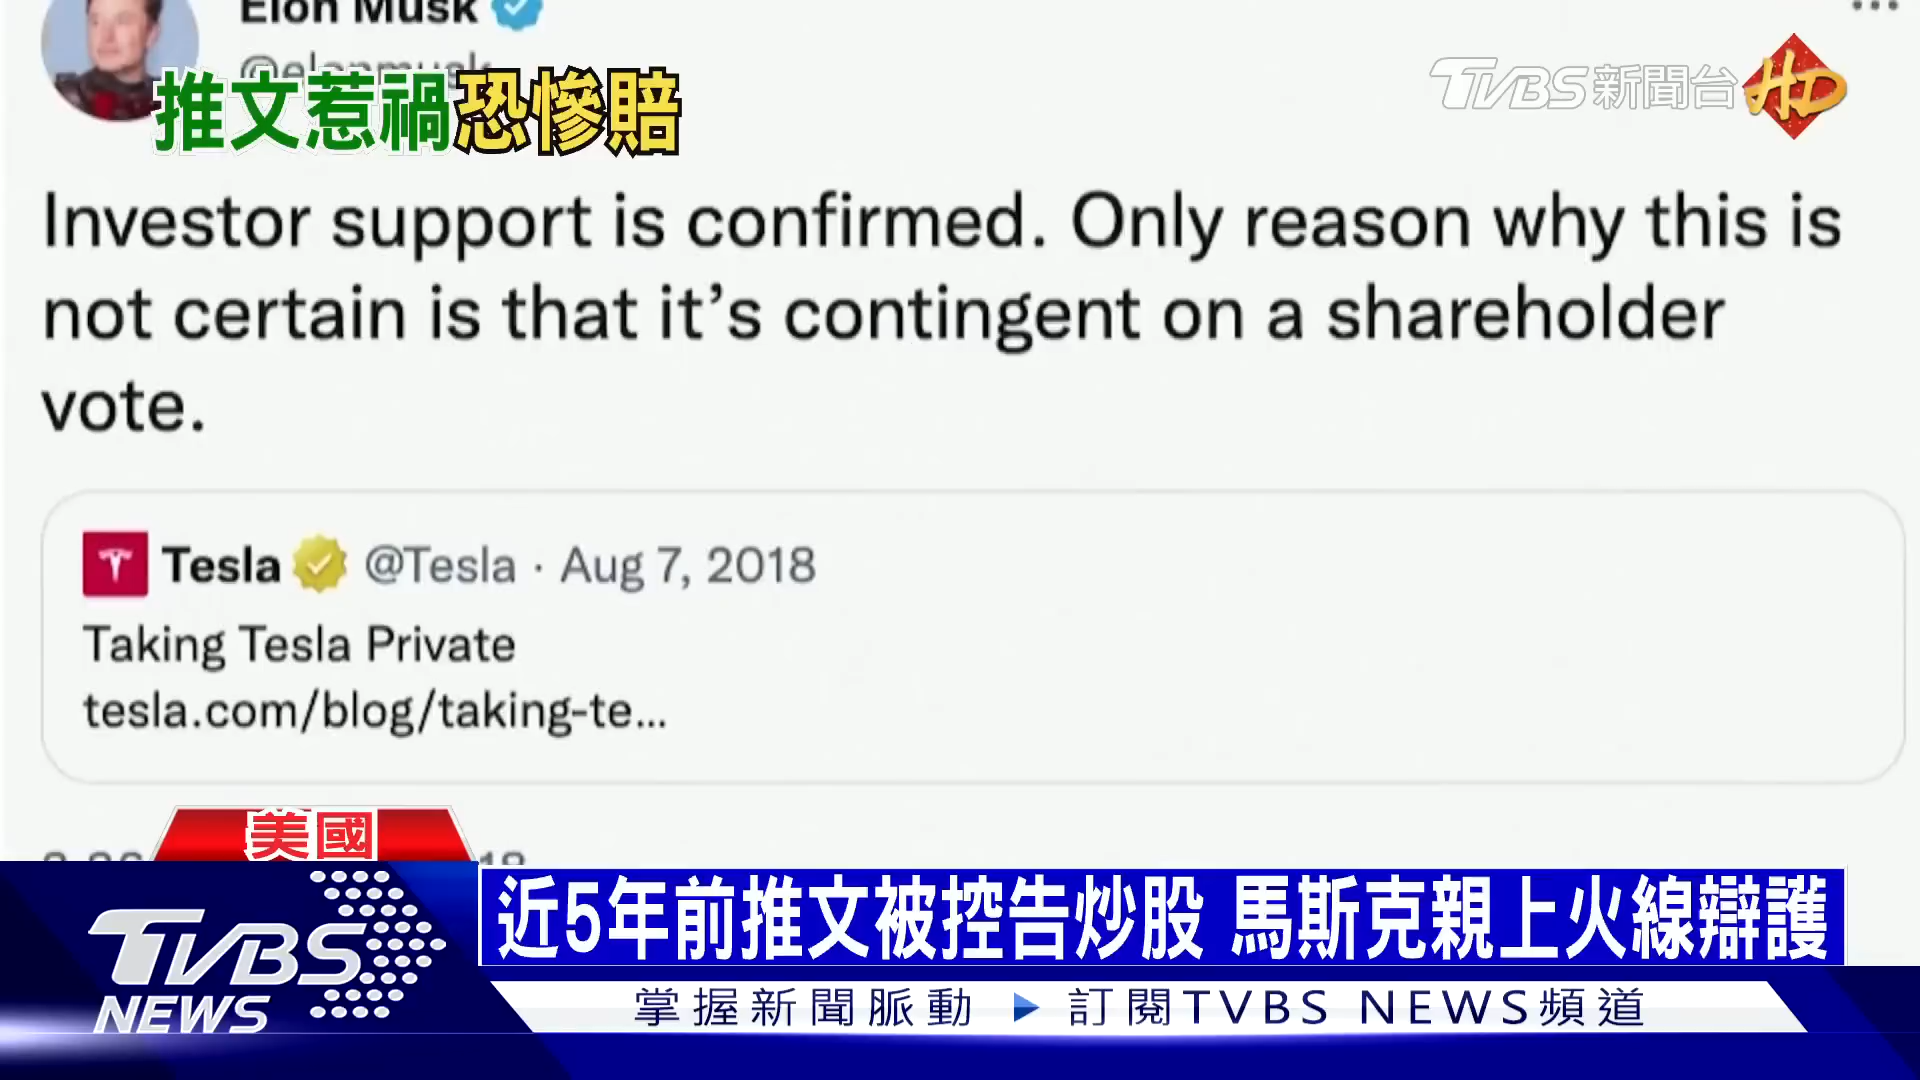 Elon Musk
@elonmusk
推文惹禍恐慘賠
TVBS新聞台 HD
Investor support is confirmed. Only reason why this is
not certain is that it’s contingent on a shareholder
vote.
Tesla @Tesla · Aug 7, 2018
Taking Tesla Private
tesla.com/blog/taking-te...
美國
近5年前推文被控告炒股 馬斯克親上火線辯護
TVBS
NEWS
掌握新聞脈動 ▶ 訂閱TVBS NEWS頻道